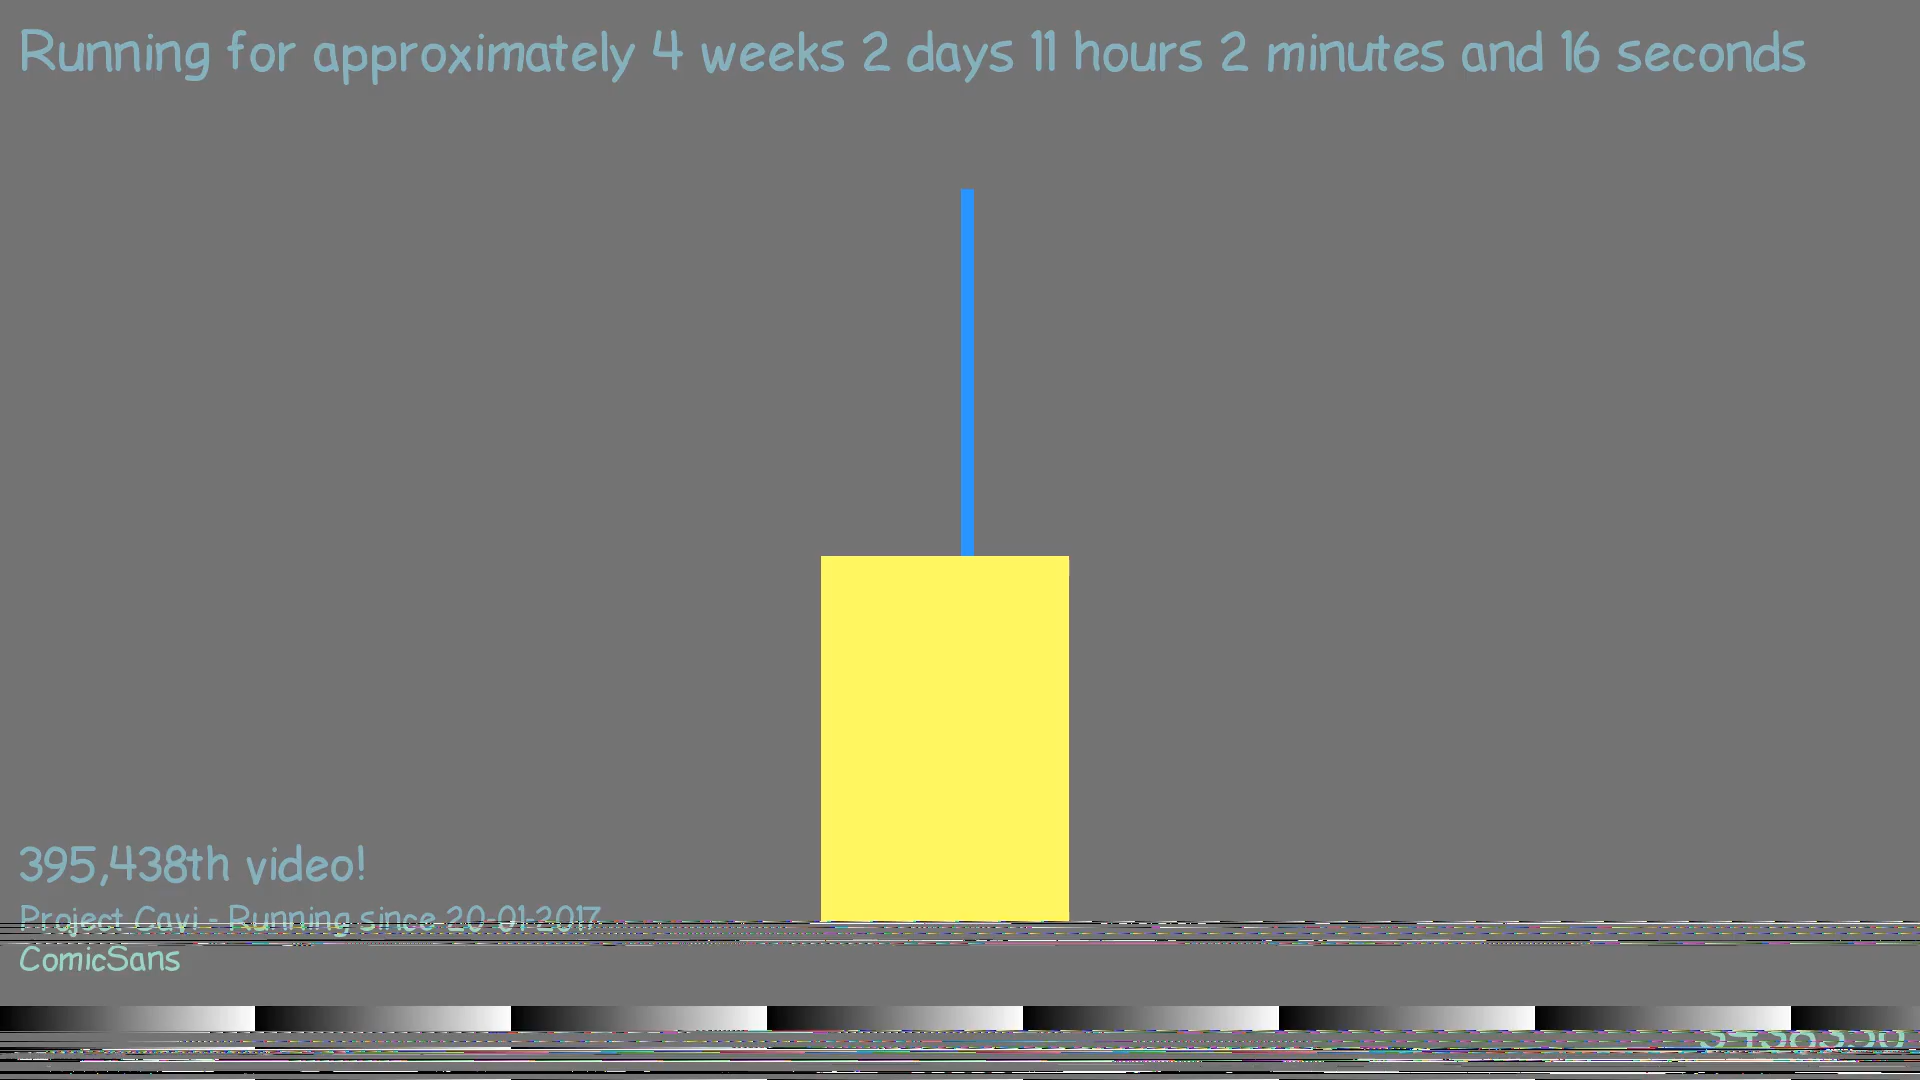 Running for approximately 4 weeks 2 days 11 hours 2 minutes and 16 seconds
395,438th video!
Project Cavi - Running since 20-01-2017
ComicSans